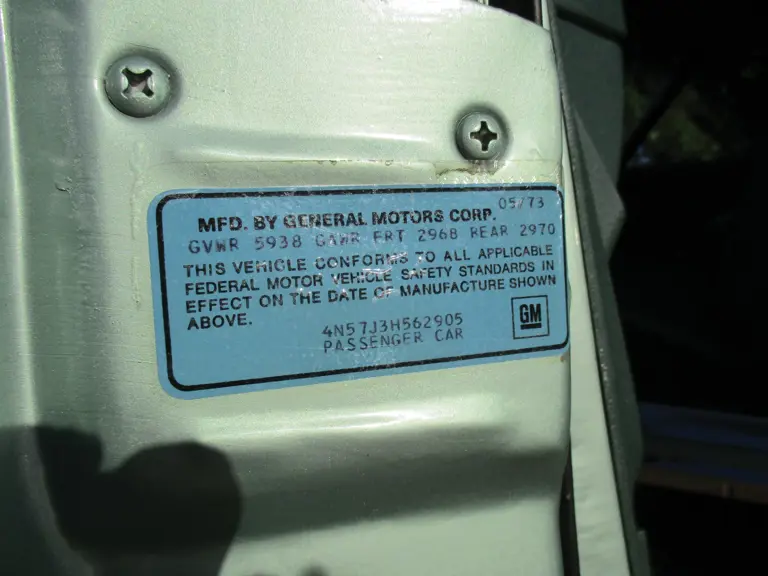 05/73
MFD. BY GENERAL MOTORS CORP.
GVWR 5938 GAWR FRT 2968 REAR 2970
THIS VEHICLE CONFORMS TO ALL APPLICABLE
FEDERAL MOTOR VEHICLE SAFETY STANDARDS IN
EFFECT ON THE DATE OF MANUFACTURE SHOWN
ABOVE.
4N57J3H562905
PASSENGER CAR
GM